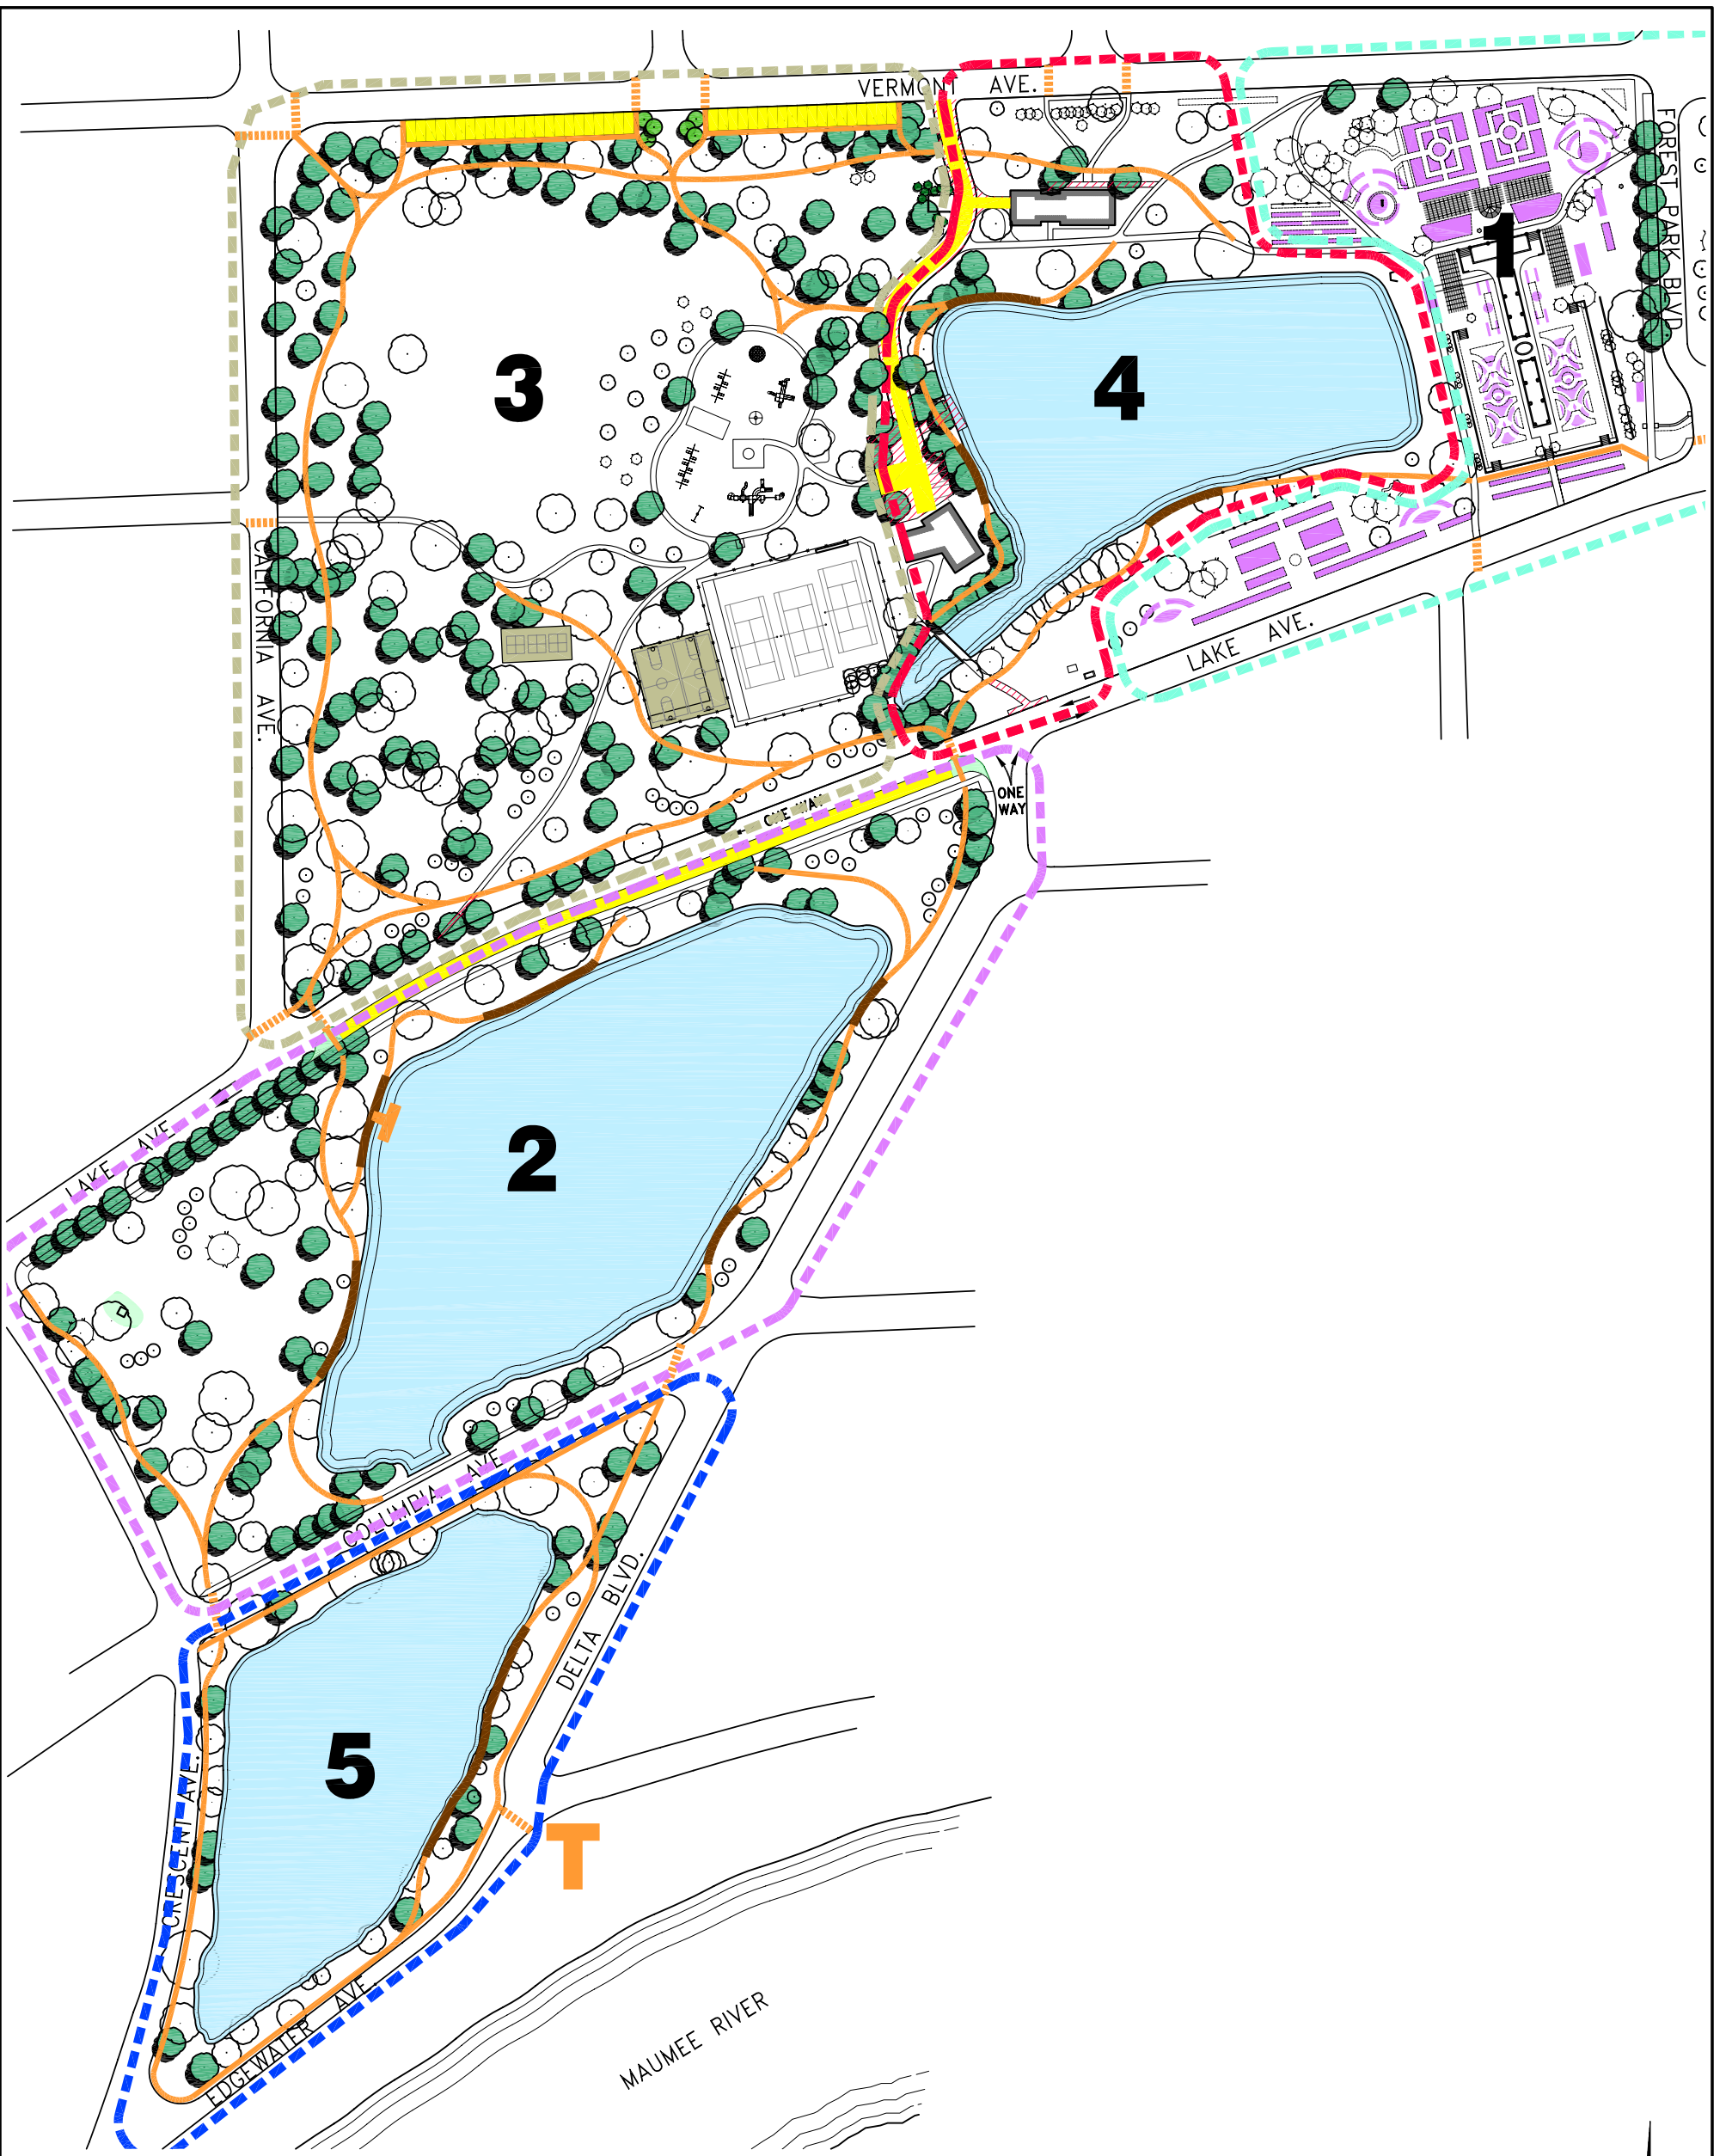 VERMONT AVE.
FOREST PARK BLVD.
1
3
4
CALIFORNIA AVE.
LAKE AVE.
ONE WAY
ONE
WAY
2
LAKE AVE.
COLUMBIA AVE.
DELTA BLVD.
5
CRESCENT AVE.
T
EDGEWATER AVE.
MAUMEE RIVER